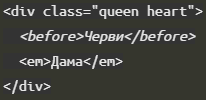 <div class="queen heart">
<before>Черви</before>
<em>Дама</em>
</div>